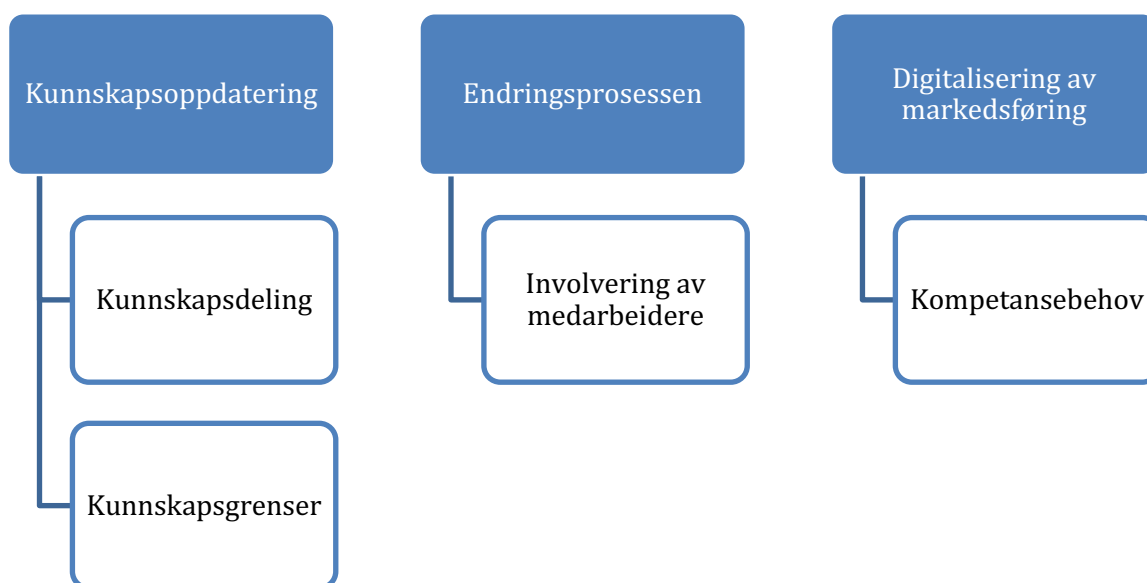 Kunnskapsoppdatering
Kunnskapsdeling
Kunnskapsgrenser
Endringsprosessen
Involvering av
medarbeidere
Digitalisering av
markedsføring
Kompetansebehov